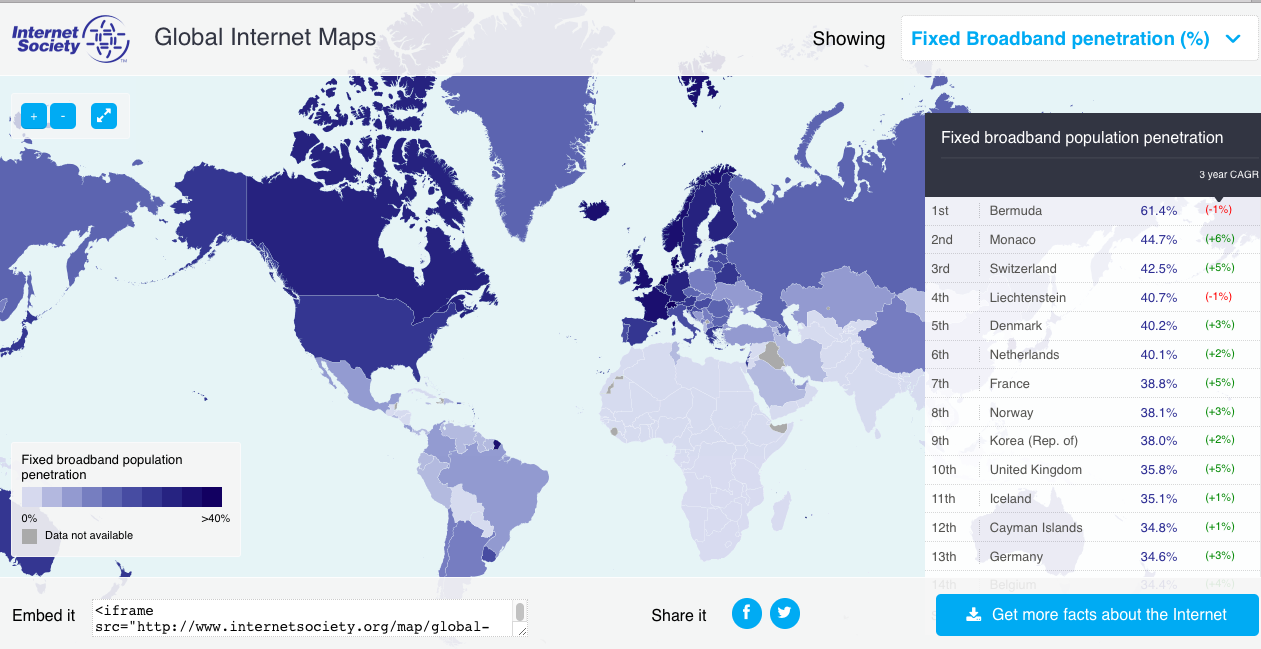 Internet
Society
TM
Global Internet Maps
Showing
Fixed Broadband penetration (%)
+
-
Fixed broadband population penetration
3 year CAGR
1st Bermuda 61.4% (-1%)
2nd Monaco 44.7% (+6%)
3rd Switzerland 42.5% (+5%)
4th Liechtenstein 40.7% (-1%)
5th Denmark 40.2% (+3%)
6th Netherlands 40.1% (+2%)
7th France 38.8% (+5%)
8th Norway 38.1% (+3%)
9th Korea (Rep. of) 38.0% (+2%)
10th United Kingdom 35.8% (+5%)
11th Iceland 35.1% (+1%)
12th Cayman Islands 34.8% (+1%)
13th Germany 34.6% (+3%)
14th Belgium 34.4% (+4%)
Fixed broadband population
penetration
0% >40%
Data not available
Embed it
<iframe
src="http://www.internetsociety.org/map/global-
Share it
f
Get more facts about the Internet